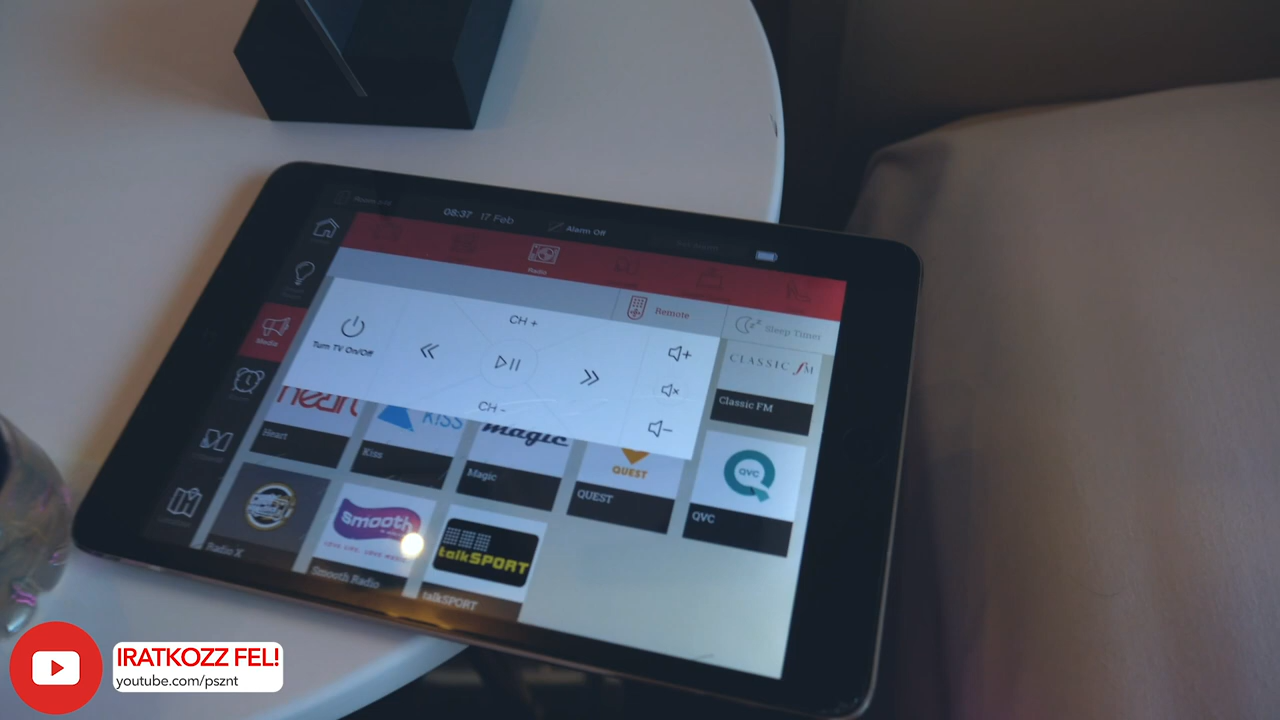 08:37 17 Feb
Alarm Off
Radio
Remote
Sleep Timer
Media
Turn TV On/Off
CH +
CH -
CLASSIC fM
Classic FM
heart
Heart
KISS
Kiss
magic
Magic
QUEST
QUEST
QVC
QVC
Radio X
smooth
Smooth Radio
talkSPORT
talkSPORT
IRATKOZZ FEL!
youtube.com/psznt